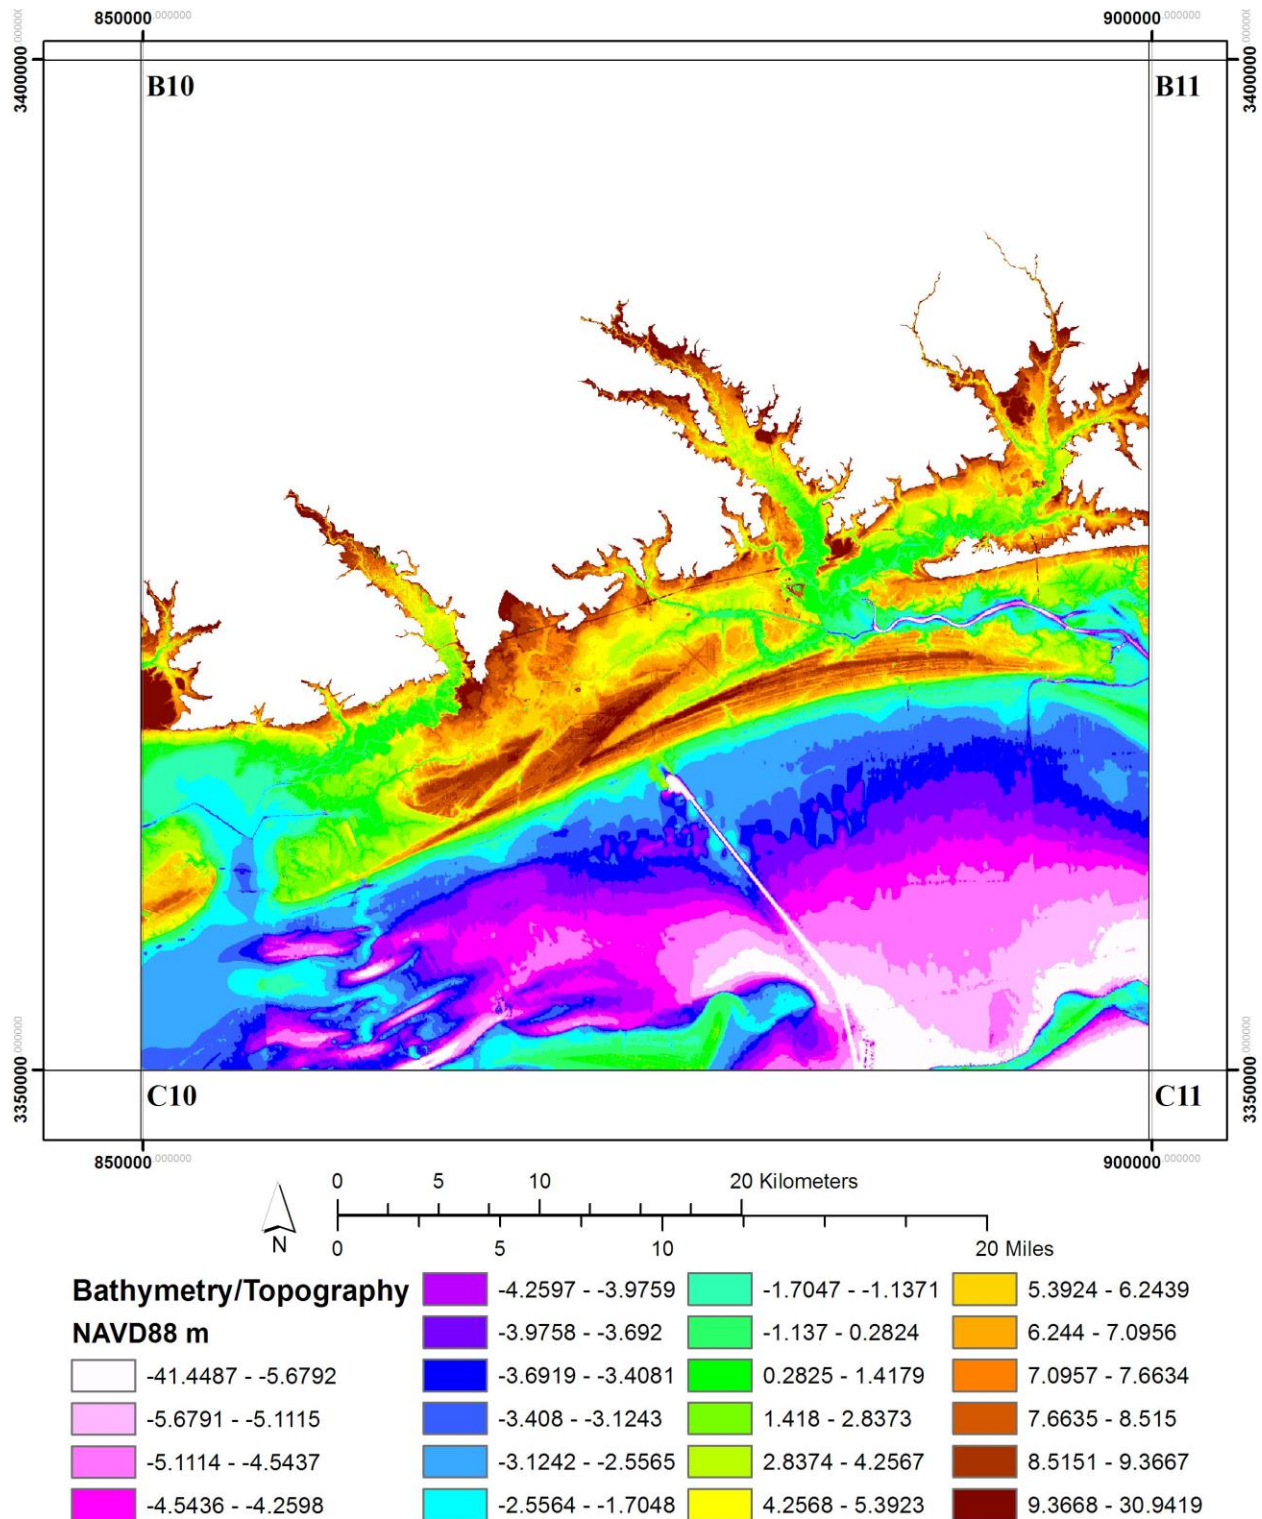 850000.000000 900000.000000
3400000.000000 3400000.000000
B10 B11
3350000.000000 3350000.000000
C10 C11
850000.000000 900000.000000
0 5 10 20 Kilometers
N
0 5 10 20 Miles
Bathymetry/Topography
NAVD88 m
-41.4487 - -5.6792
-5.6791 - -5.1115
-5.1114 - -4.5437
-4.5436 - -4.2598
-4.2597 - -3.9759
-3.9758 - -3.692
-3.6919 - -3.4081
-3.408 - -3.1243
-3.1242 - -2.5565
-2.5564 - -1.7048
-1.7047 - -1.1371
-1.137 - 0.2824
0.2825 - 1.4179
1.418 - 2.8373
2.8374 - 4.2567
4.2568 - 5.3923
5.3924 - 6.2439
6.244 - 7.0956
7.0957 - 7.6634
7.6635 - 8.515
8.5151 - 9.3667
9.3668 - 30.9419